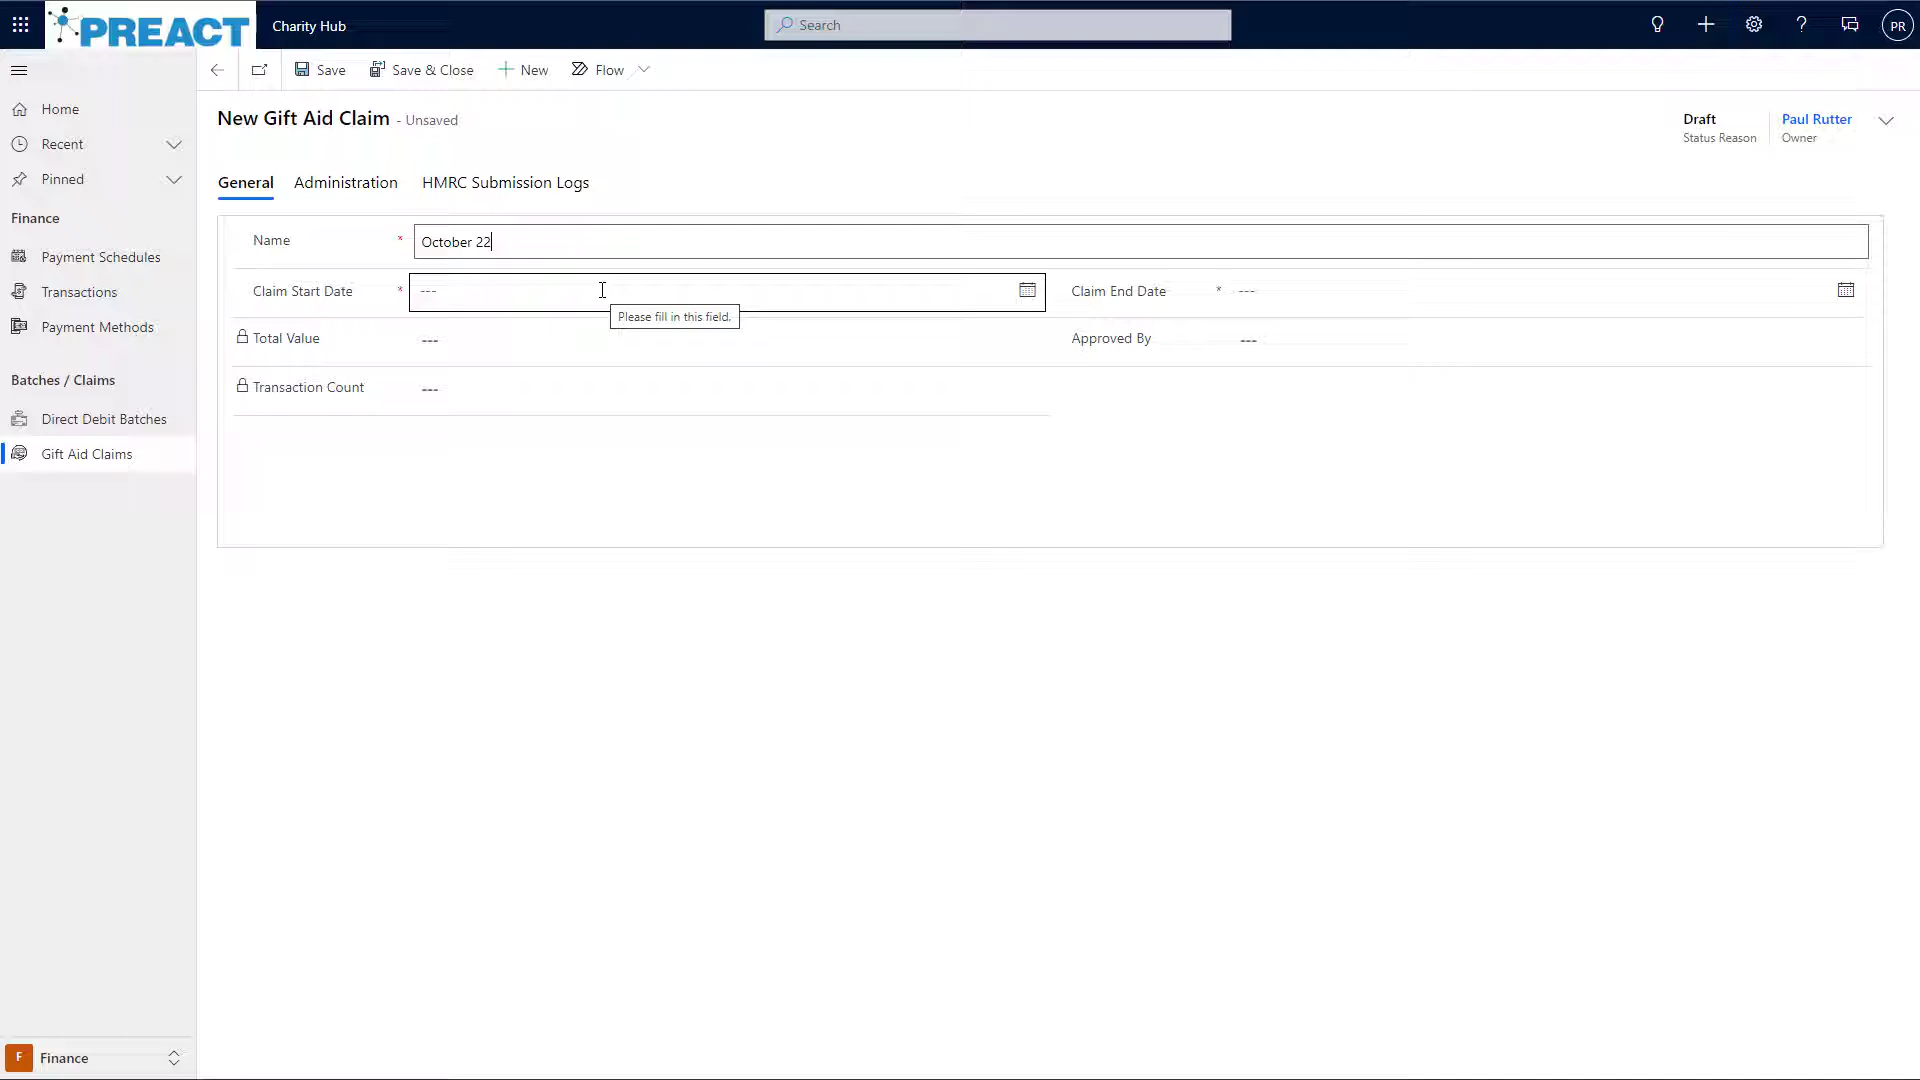 PREACT
Charity Hub
Search
PR
Save
Save & Close
New
Flow
Home
Recent
Pinned
Finance
Payment Schedules
Transactions
Payment Methods
Batches / Claims
Direct Debit Batches
Gift Aid Claims
F Finance
New Gift Aid Claim - Unsaved
Draft
Status Reason
Paul Rutter
Owner
General Administration HMRC Submission Logs
Name * October 22
Claim Start Date * ---
Claim End Date * ---
Please fill in this field.
Total Value ---
Approved By ---
Transaction Count ---